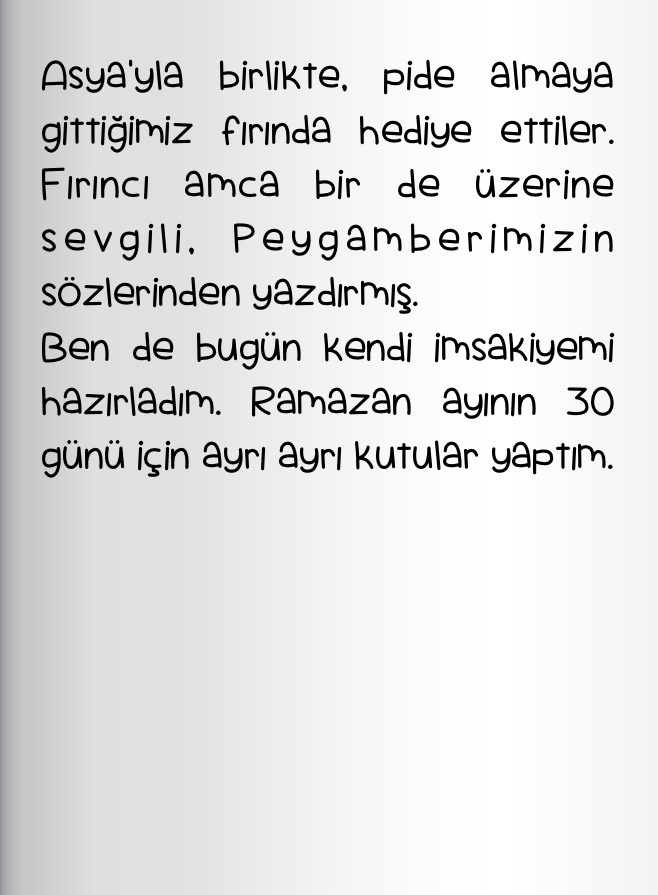 Asya'yla birlikte, pide almaya
gittiğimiz fırında hediye ettiler.
Fırıncı amca bir de üzerine
sevgili, Peygamberimizin
sözlerinden yazdırmış.
Ben de bugün kendi imsakiyemi
hazırladım. Ramazan ayının 30
günü için ayrı ayrı kutular yaptım.